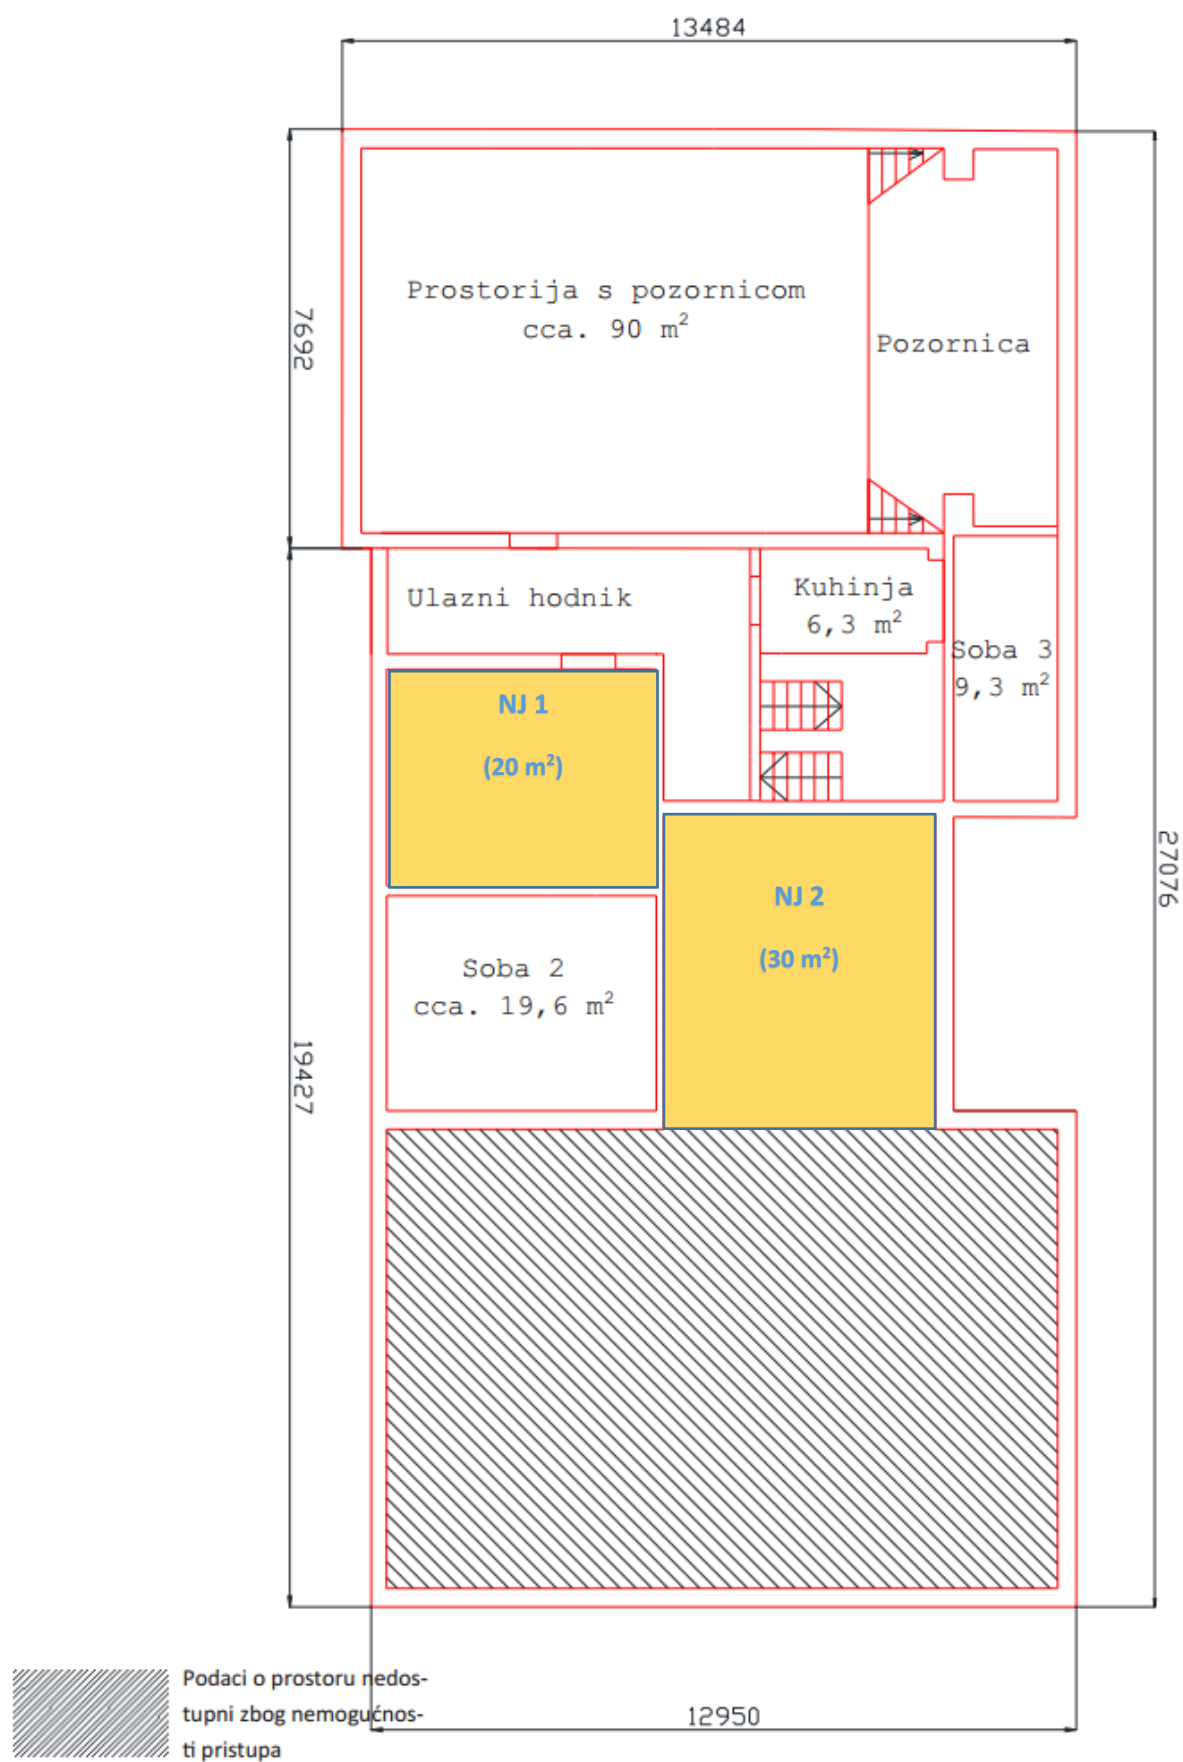 13484
7692
Prostorija s pozornicom
cca. 90 m²
Pozornica
Ulazni hodnik
Kuhinja
6,3 m²
Soba 3
9,3 m²
NJ 1
(20 m²)
NJ 2
(30 m²)
27076
Soba 2
cca. 19,6 m²
19427
12950
Podaci o prostoru nedos-
tupni zbog nemogućnos-
ti pristupa